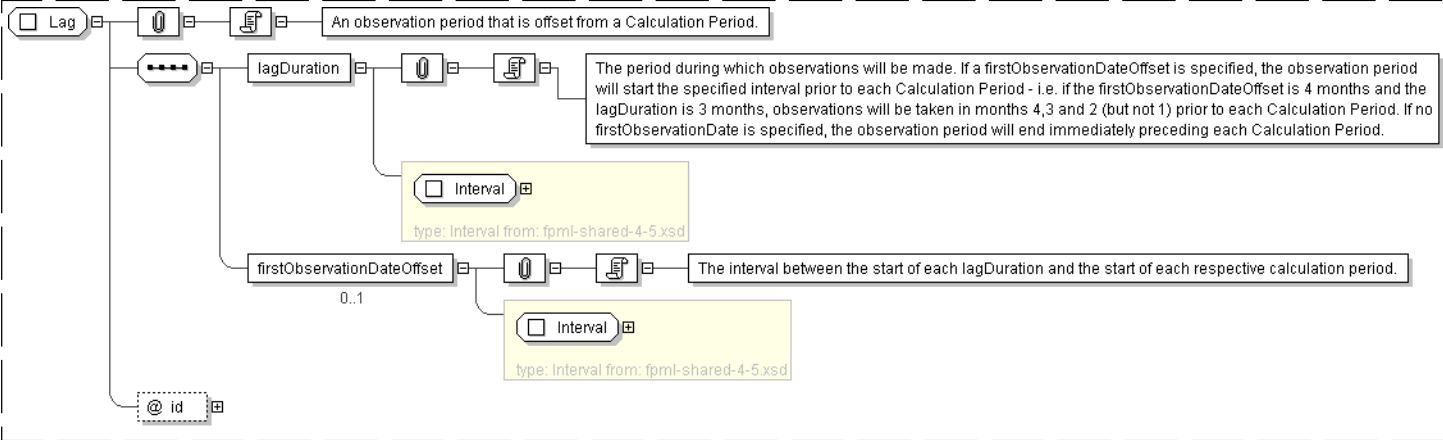 Lag
An observation period that is offset from a Calculation Period.
lagDuration
The period during which observations will be made. If a firstObservationDateOffset is specified, the observation period
will start the specified interval prior to each Calculation Period - i.e. if the firstObservationDateOffset is 4 months and the
lagDuration is 3 months, observations will be taken in months 4,3 and 2 (but not 1) prior to each Calculation Period. If no
firstObservationDate is specified, the observation period will end immediately preceding each Calculation Period.
Interval
type: Interval from: fpml-shared-4-5.xsd
firstObservationDateOffset
The interval between the start of each lagDuration and the start of each respective calculation period.
0..1
Interval
type: Interval from: fpml-shared-4-5.xsd
@ id